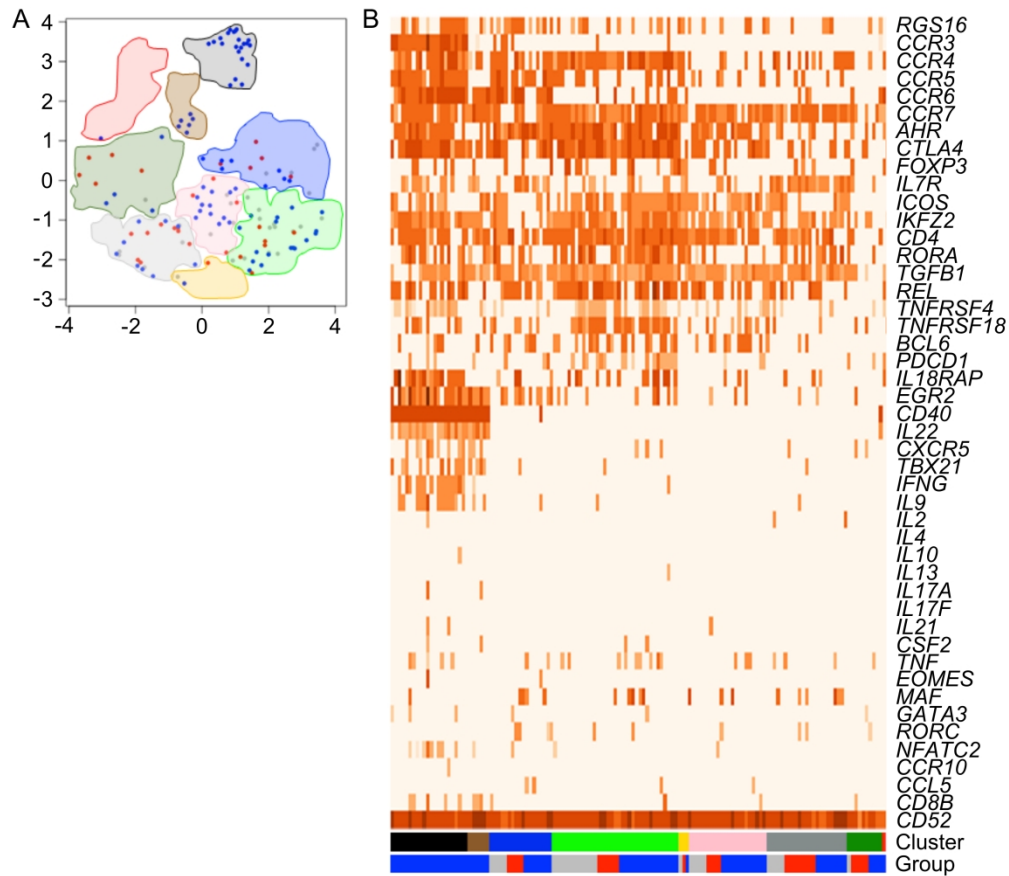 A
4
3
2
1
0
-1
-2
-3
-4 -2 0 2 4
B
RGS16
CCR3
CCR4
CCR5
CCR6
CCR7
AHR
CTLA4
FOXP3
IL7R
ICOS
IKFZ2
CD4
RORA
TGFB1
REL
TNFRSF4
TNFRSF18
BCL6
PDCD1
IL18RAP
EGR2
CD40
IL22
CXCR5
TBX21
IFNG
IL9
IL2
IL4
IL10
IL13
IL17A
IL17F
IL21
CSF2
TNF
EOMES
MAF
GATA3
RORC
NFATC2
CCR10
CCL5
CD8B
CD52
Cluster
Group